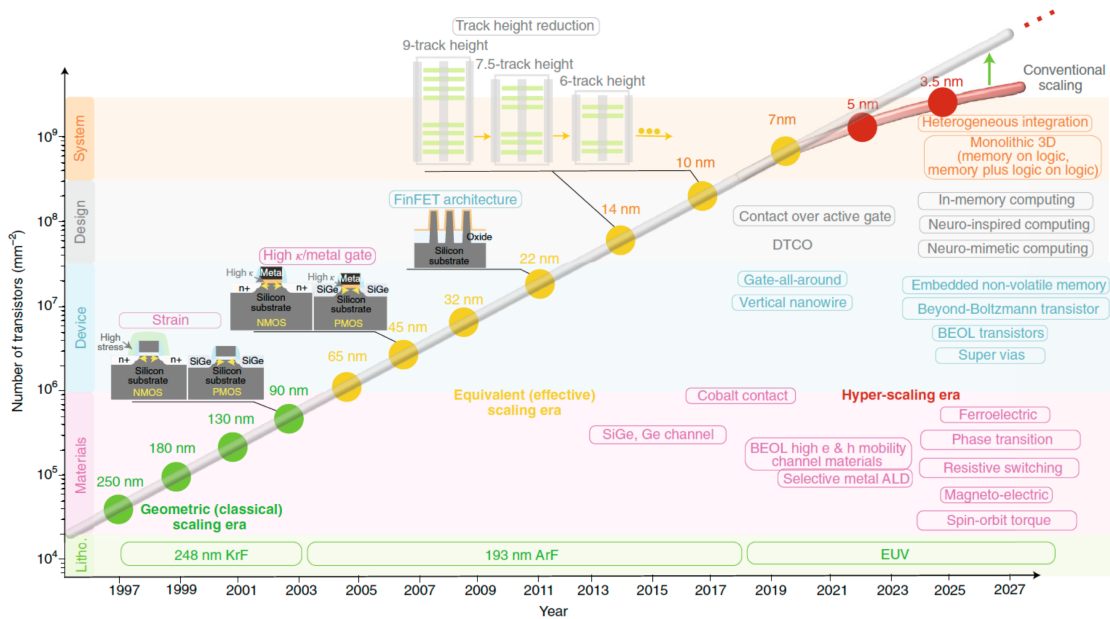 Track height reduction
9-track height
7.5-track height
6-track height
3.5 nm
Conventional
scaling
5 nm
7nm
10 nm
14 nm
22 nm
32 nm
45 nm
65 nm
90 nm
130 nm
180 nm
250 nm
Heterogeneous integration
Monolithic 3D
(memory on logic,
memory plus logic on logic)
In-memory computing
Neuro-inspired computing
Neuro-mimetic computing
Contact over active gate
DTCO
Gate-all-around
Vertical nanowire
Embedded non-volatile memory
Beyond-Boltzmann transistor
BEOL transistors
Super vias
FinFET architecture
Oxide
Silicon
substrate
High κ/metal gate
High κ
Metal
n+
n+
Silicon
substrate
NMOS
High κ
Metal
SiGe
SiGe
Silicon
substrate
PMOS
Strain
High
stress
n+
n+
Silicon
substrate
NMOS
SiGe
SiGe
Silicon
substrate
PMOS
Equivalent (effective)
scaling era
Hyper-scaling era
Cobalt contact
SiGe, Ge channel
BEOL high e & h mobility
channel materials
Selective metal ALD
Ferroelectric
Phase transition
Resistive switching
Magneto-electric
Spin-orbit torque
Geometric (classical)
scaling era
248 nm KrF
193 nm ArF
EUV
System
Design
Device
Materials
Litho.
Number of transistors (mm⁻²)
10⁹
10⁸
10⁷
10⁶
10⁵
10⁴
1997 1999 2001 2003 2005 2007 2009 2011 2013 2015 2017 2019 2021 2023 2025 2027
Year